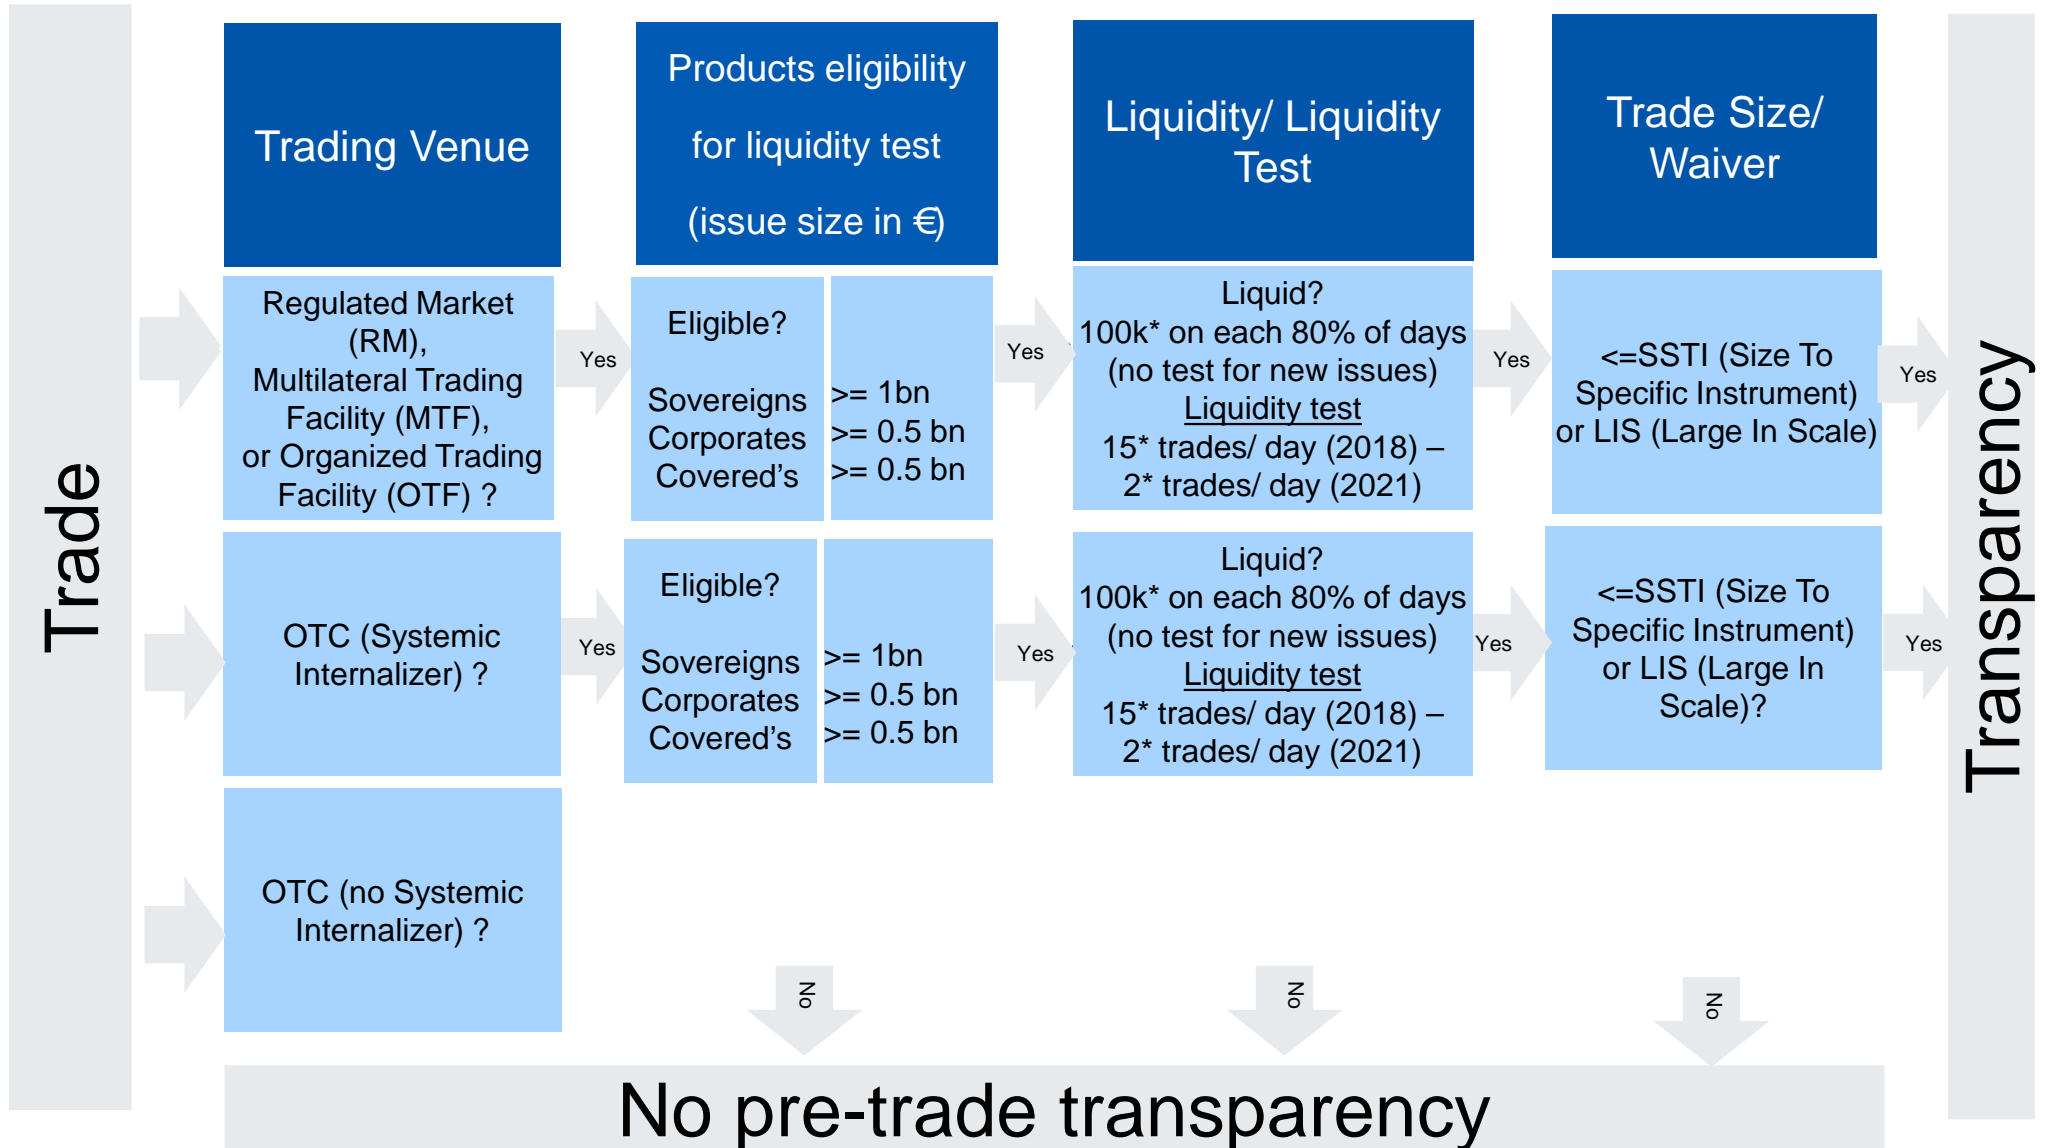 Trade
Trading Venue
Products eligibility
for liquidity test
(issue size in €)
Liquidity/ Liquidity
Test
Trade Size/
Waiver
Regulated Market
(RM),
Multilateral Trading
Facility (MTF),
or Organized Trading
Facility (OTF) ?
Yes
Eligible?
Sovereigns
Corporates
Covered's
>= 1bn
>= 0.5 bn
>= 0.5 bn
Yes
Liquid?
100k* on each 80% of days
(no test for new issues)
Liquidity test
15* trades/ day (2018) –
2* trades/ day (2021)
Yes
<=SSTI (Size To
Specific Instrument)
or LIS (Large In Scale)
Yes
OTC (Systemic
Internalizer) ?
Yes
Eligible?
Sovereigns
Corporates
Covered's
>= 1bn
>= 0.5 bn
>= 0.5 bn
Yes
Liquid?
100k* on each 80% of days
(no test for new issues)
Liquidity test
15* trades/ day (2018) –
2* trades/ day (2021)
Yes
<=SSTI (Size To
Specific Instrument)
or LIS (Large In
Scale)?
Yes
Transparency
OTC (no Systemic
Internalizer) ?
No
No
No
No pre-trade transparency